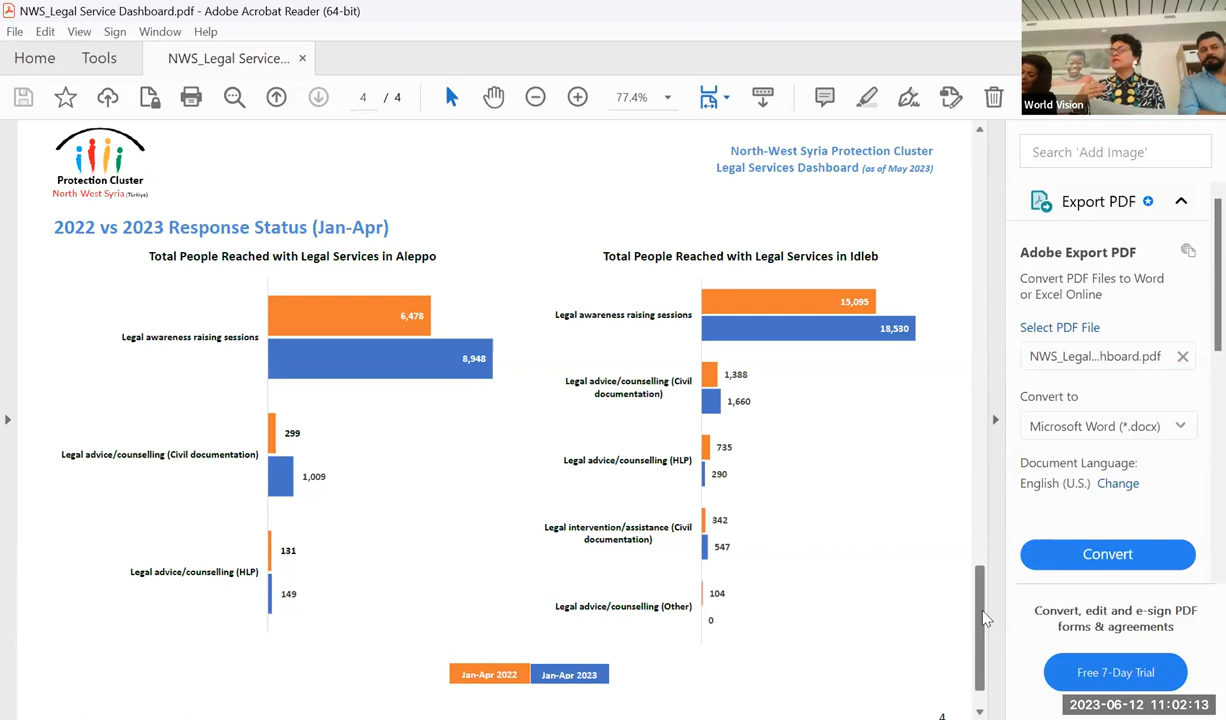 NWS_Legal Service Dashboard.pdf - Adobe Acrobat Reader (64-bit)
File Edit View Sign Window Help
Home Tools NWS_Legal Service... ×
4 / 4 77.4%
World Vision
Protection Cluster
North West Syria (Türkiye)
North-West Syria Protection Cluster
Legal Services Dashboard (as of May 2023)
2022 vs 2023 Response Status (Jan-Apr)
Total People Reached with Legal Services in Aleppo
Legal awareness raising sessions
6,478
8,948
Legal advice/counselling (Civil documentation)
299
1,009
Legal advice/counselling (HLP)
131
149
Total People Reached with Legal Services in Idleb
Legal awareness raising sessions
15,095
18,530
Legal advice/counselling (Civil
documentation)
1,388
1,660
Legal advice/counselling (HLP)
735
290
Legal intervention/assistance (Civil
documentation)
342
547
Legal advice/counselling (Other)
104
0
Jan-Apr 2022 Jan-Apr 2023
4
Search 'Add Image'
Export PDF
Adobe Export PDF
Convert PDF Files to Word
or Excel Online
Select PDF File
NWS_Legal...hboard.pdf
Convert to
Microsoft Word (*.docx)
Document Language:
English (U.S.) Change
Convert
Convert, edit and e-sign PDF
forms & agreements
Free 7-Day Trial
2023-06-12 11:02:13